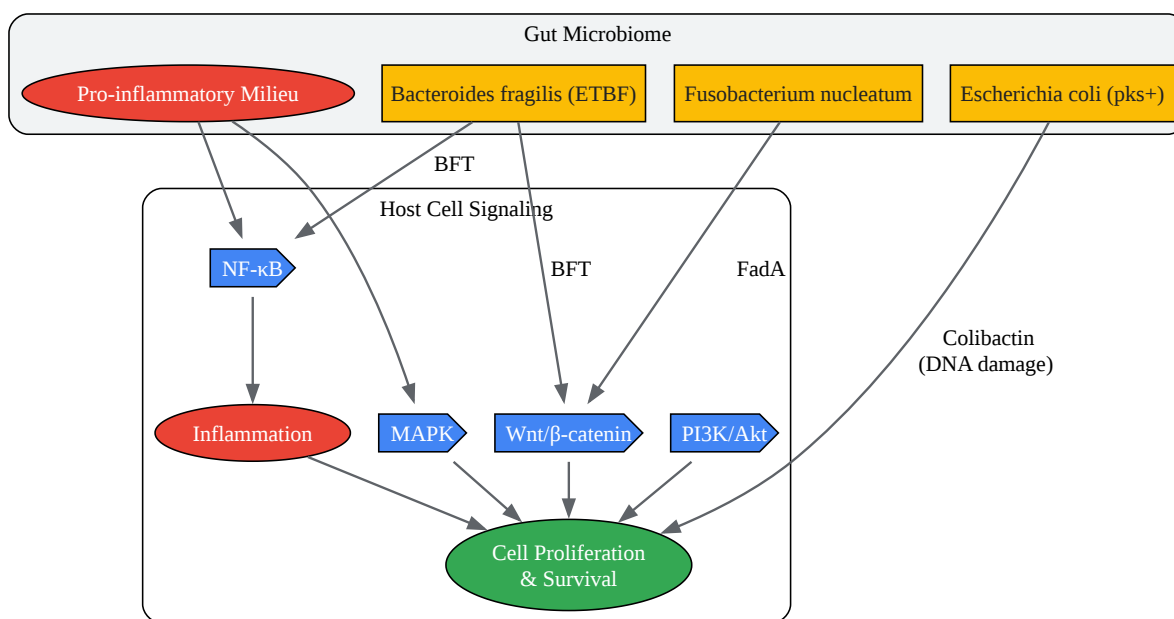 Gut Microbiome
Pro-inflammatory Milieu
Bacteroides fragilis (ETBF)
Fusobacterium nucleatum
Escherichia coli (pks+)
BFT
Host Cell Signaling
NF-κB
BFT
FadA
Colibactin
(DNA damage)
Inflammation
MAPK
Wnt/β-catenin
PI3K/Akt
Cell Proliferation
& Survival